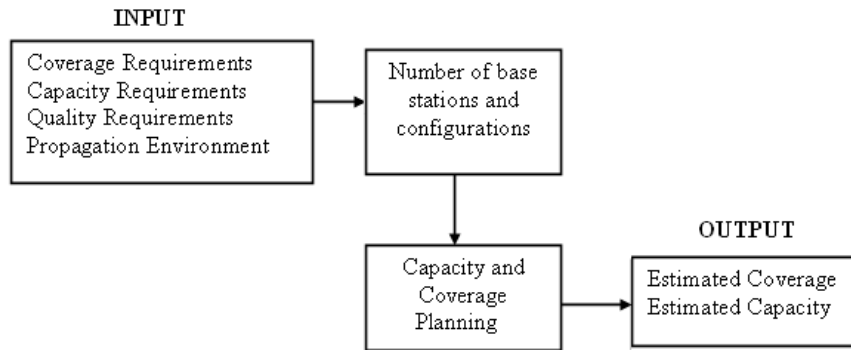 INPUT
Coverage Requirements
Capacity Requirements
Quality Requirements
Propagation Environment
Number of base
stations and
configurations
Capacity and
Coverage
Planning
OUTPUT
Estimated Coverage
Estimated Capacity